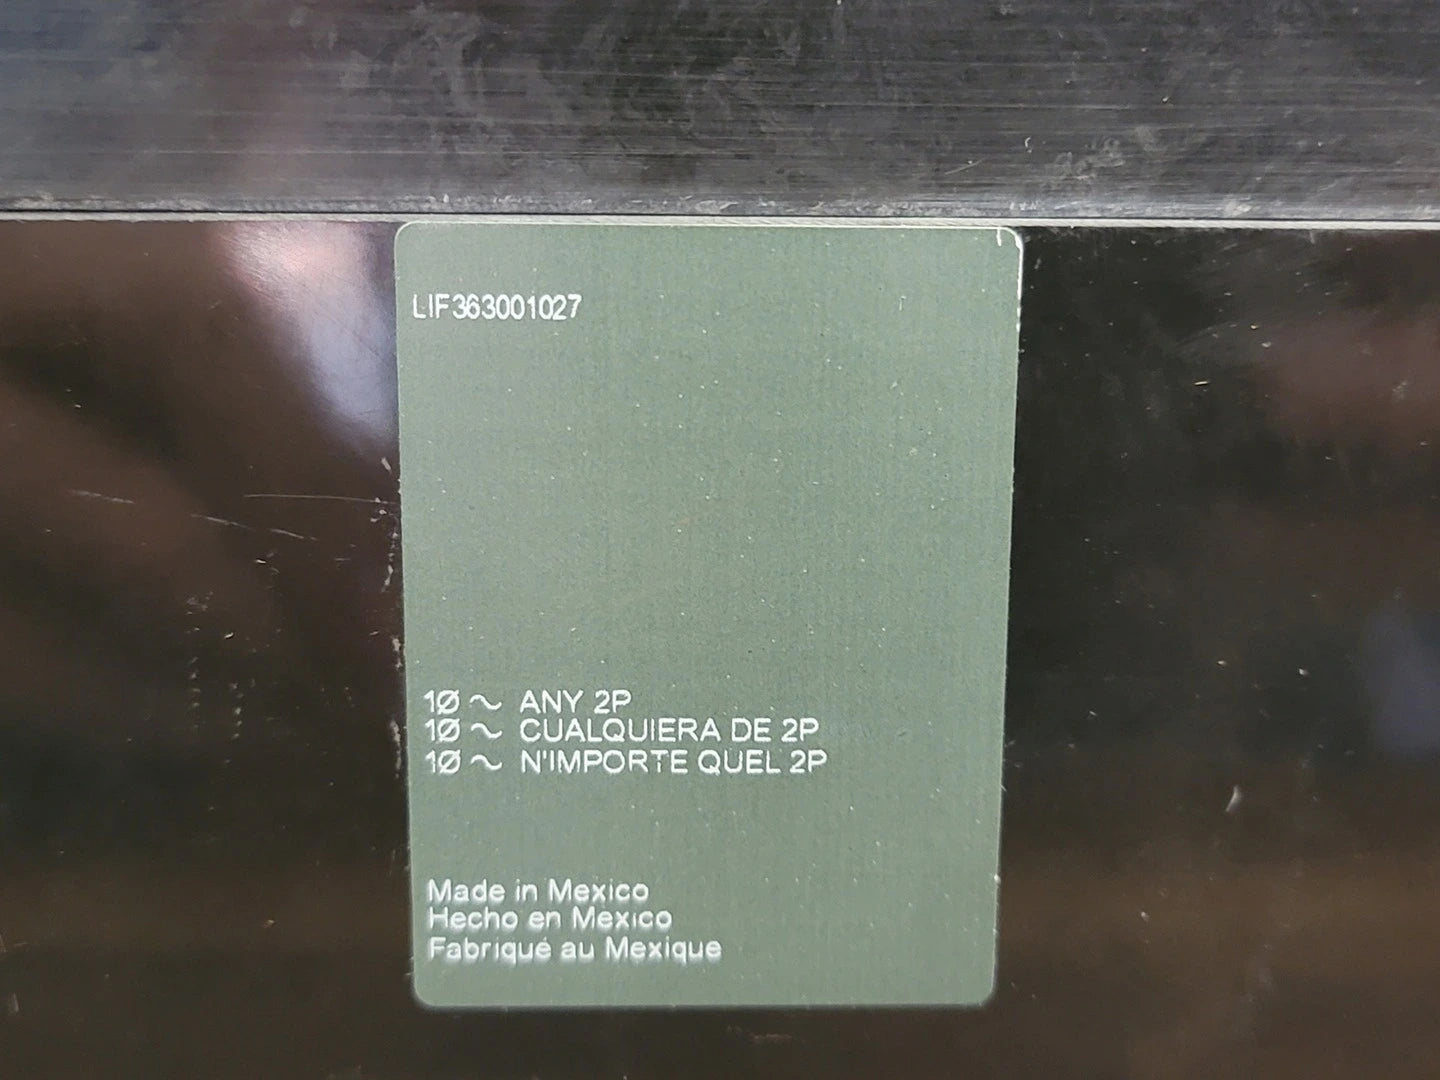 LIF363001027
1Ø ~ ANY 2P
1Ø ~ CUALQUIERA DE 2P
1Ø ~ N'IMPORTE QUEL 2P
Made in Mexico
Hecho en Mexico
Fabriqué au Mexique